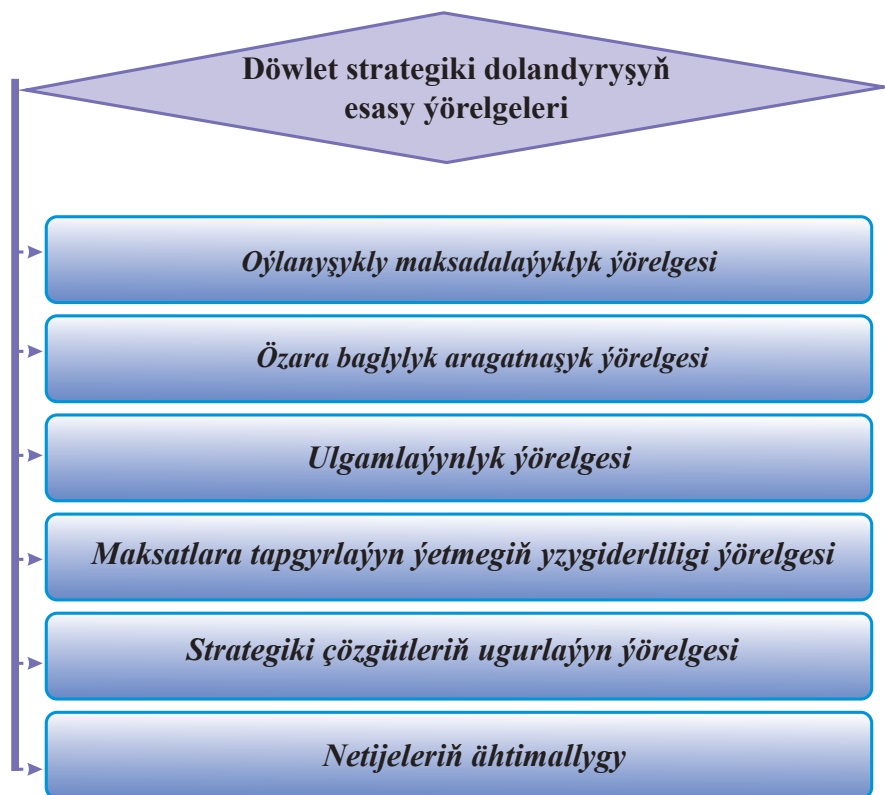 Döwlet strategiki dolandyryşyň
esasy ýörelgeleri
Oýlanyşykly maksadalaýyklyk ýörelgesi
Özara baglylyk aragatnaşyk ýörelgesi
Ulgamlaýynlyk ýörelgesi
Maksatlara tapgyrlaýyn ýetmegiň yzygiderliligi ýörelgesi
Strategiki çözgütleriň ugurlaýyn ýörelgesi
Netijeleriň ähtimallygy